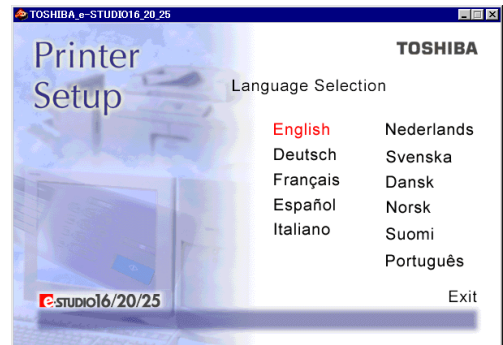 TOSHIBA_e-STUDIO16_20_25
Printer
Setup
TOSHIBA
Language Selection
English
Deutsch
Français
Español
Italiano
Nederlands
Svenska
Dansk
Norsk
Suomi
Português
e-STUDIO16/20/25
Exit